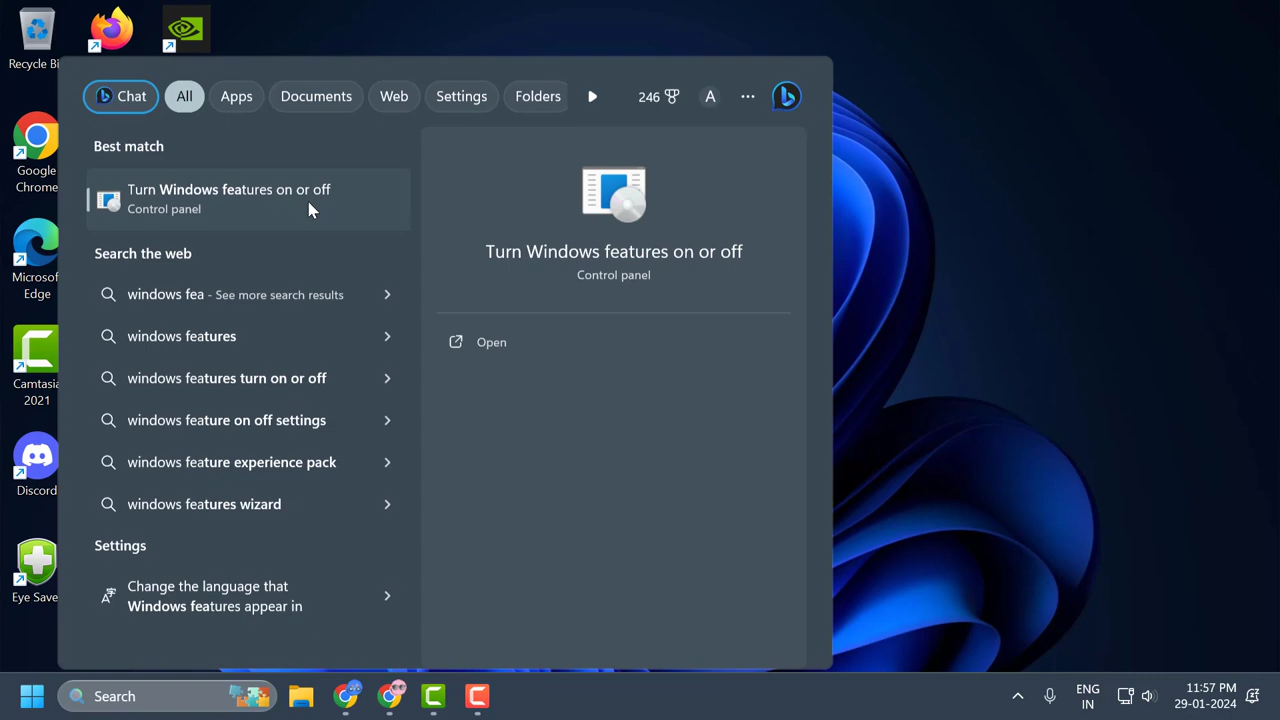 Recycle Bi
Google
Chrome
Microsof
Edge
Camtasia
2021
Discord
Eye Save
Chat
All
Apps
Documents
Web
Settings
Folders
246
A
Best match
Turn Windows features on or off
Control panel
Search the web
windows fea - See more search results
windows features
windows features turn on or off
windows feature on off settings
windows feature experience pack
windows features wizard
Settings
Change the language that
Windows features appear in
Turn Windows features on or off
Control panel
Open
Search
ENG
IN
11:57 PM
29-01-2024